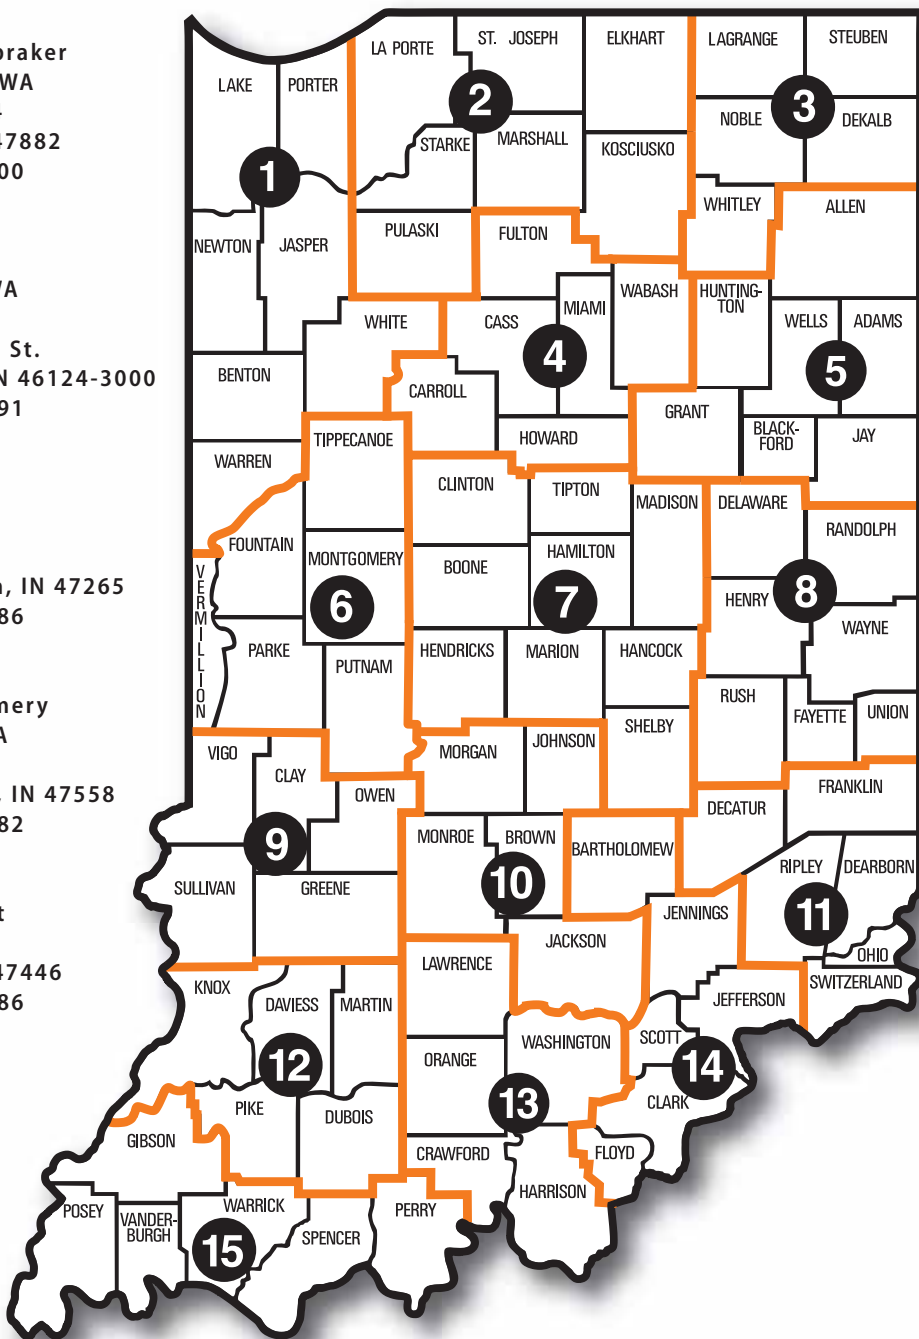 braker
WA
47882
00
VA
St.
N 46124-3000
91
, IN 47265
86
mery
A
, IN 47558
82
t
47446
86
LA PORTE
ST. JOSEPH
ELKHART
LAGRANGE
STEUBEN
LAKE
PORTER
2
3
NOBLE
DEKALB
STARKE
MARSHALL
KOSCIUSKO
1
WHITLEY
ALLEN
NEWTON
JASPER
PULASKI
FULTON
WABASH
HUNTING-
TON
MIAMI
WHITE
CASS
WELLS
ADAMS
4
5
BENTON
CARROLL
GRANT
TIPPECANOE
HOWARD
BLACK-
FORD
JAY
WARREN
CLINTON
TIPTON
MADISON
DELAWARE
RANDOLPH
FOUNTAIN
MONTGOMERY
BOONE
HAMILTON
VERMILLION
6
7
8
HENRY
WAYNE
PARKE
PUTNAM
HENDRICKS
MARION
HANCOCK
RUSH
FAYETTE
UNION
VIGO
CLAY
MORGAN
JOHNSON
SHELBY
OWEN
FRANKLIN
DECATUR
9
MONROE
BROWN
BARTHOLOMEW
10
RIPLEY
DEARBORN
SULLIVAN
GREENE
11
JENNINGS
JACKSON
OHIO
KNOX
LAWRENCE
SWITZERLAND
DAVIESS
MARTIN
JEFFERSON
SCOTT
WASHINGTON
12
ORANGE
14
13
CLARK
PIKE
DUBOIS
GIBSON
CRAWFORD
FLOYD
HARRISON
POSEY
VANDER-
BURGH
WARRICK
PERRY
SPENCER
15